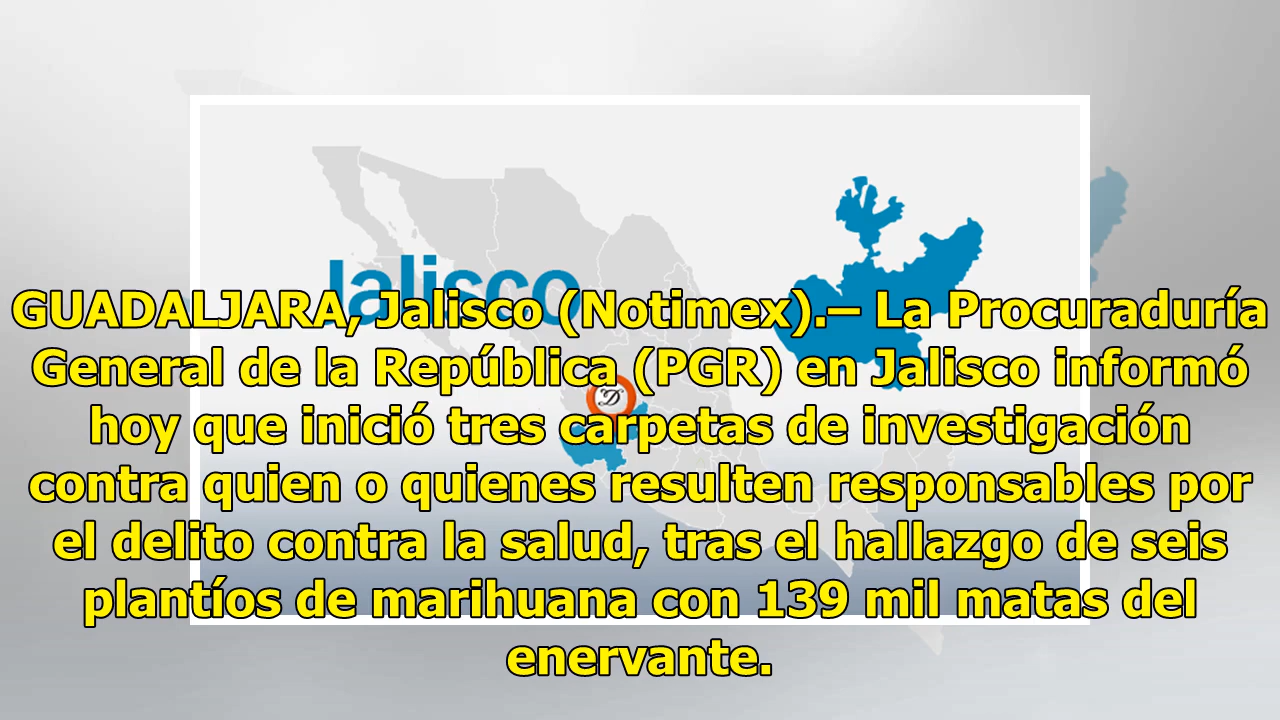 Jalisco
GUADALJARA, Jalisco (Notimex).– La Procuraduría
General de la República (PGR) en Jalisco informó
D
hoy que inició tres carpetas de investigación
contra quien o quienes resulten responsables por
el delito contra la salud, tras el hallazgo de seis
plantíos de marihuana con 139 mil matas del
enervante.